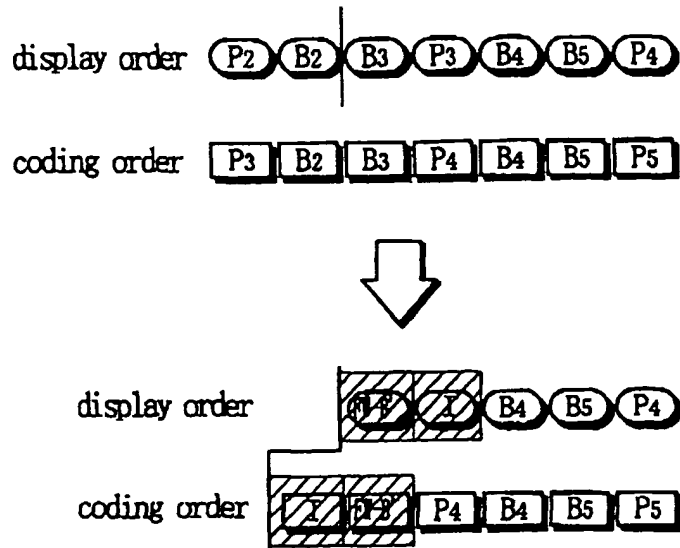 display order P2 B2 B3 P3 B4 B5 P4
coding order P3 B2 B3 P4 B4 B5 P5
display order I B4 B5 P4
coding order I P4 B4 B5 P5